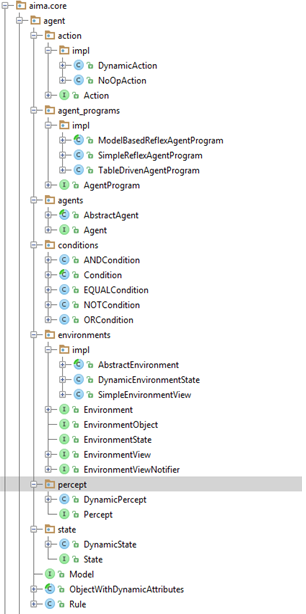 aima.core
agent
action
impl
DynamicAction
NoOpAction
Action
agent_programs
impl
ModelBasedReflexAgentProgram
SimpleReflexAgentProgram
TableDrivenAgentProgram
AgentProgram
agents
AbstractAgent
Agent
conditions
ANDCondition
Condition
EQUALCondition
NOTCondition
ORCondition
environments
impl
AbstractEnvironment
DynamicEnvironmentState
SimpleEnvironmentView
Environment
EnvironmentObject
EnvironmentState
EnvironmentView
EnvironmentViewNotifier
percept
DynamicPercept
Percept
state
DynamicState
State
Model
ObjectWithDynamicAttributes
Rule